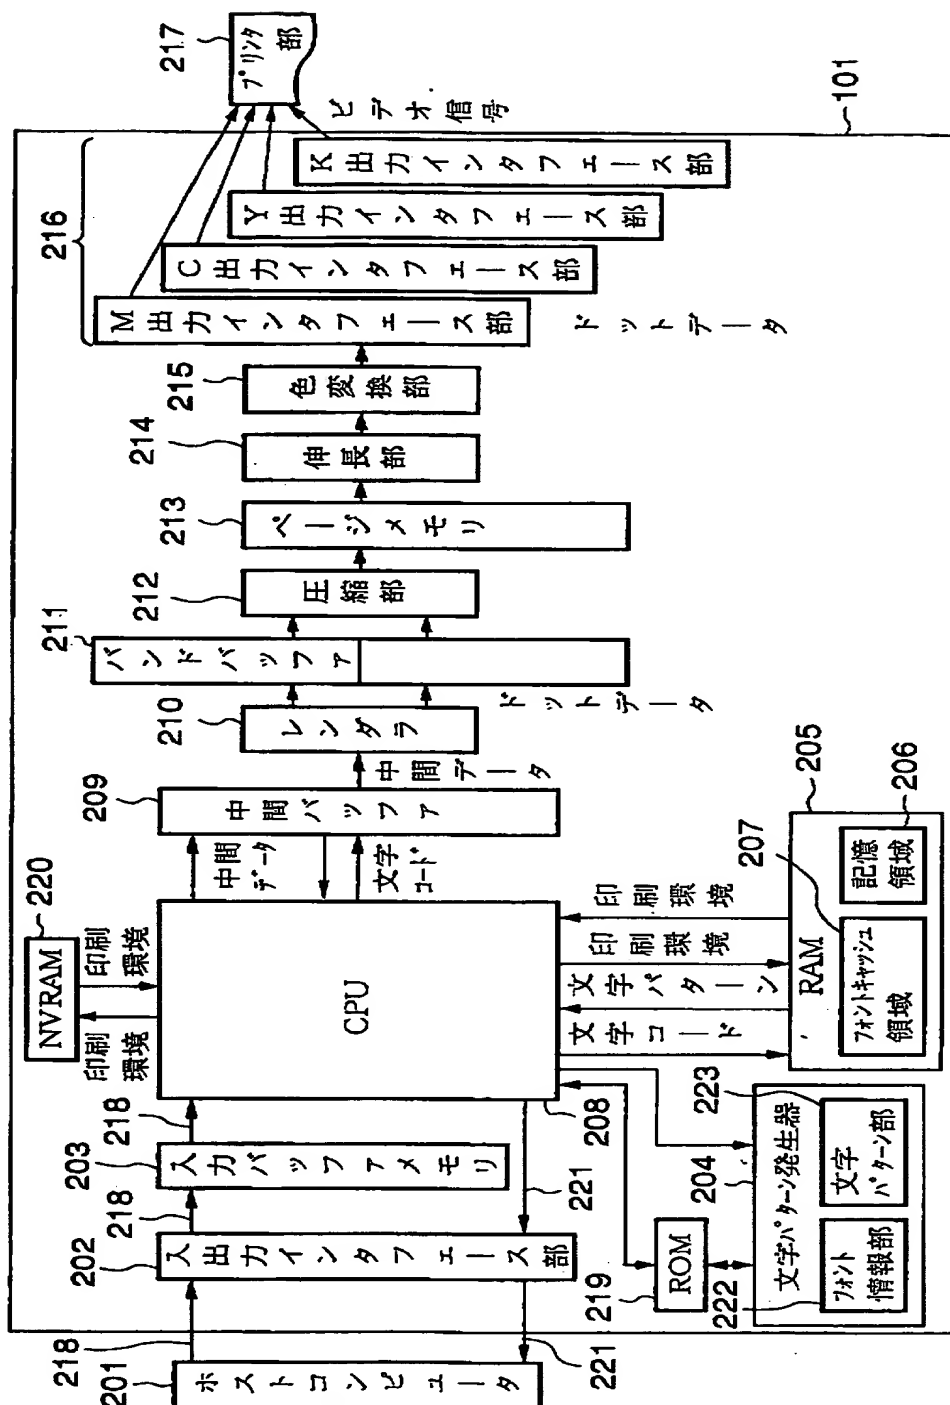 201
ホストコンピュータ
218
221
202
入出力インタフェース部
218
203
入力バッファメモリ
218
221
220
NVRAM
印刷
環境
印刷
環境
CPU
208
219
ROM
204
文字パターン発生器
222
フォント
情報部
223
文字
パターン部
文字コード
文字パターン
印刷環境
印刷環境
205
RAM
207
フォントキャッシュ
領域
206
記憶
領域
中間
データ
文字
コード
209
中間バッファ
中間データ
210
レンダラ
ドットデータ
211
バンドバッファ
212
圧縮部
213
ページメモリ
214
伸長部
215
色変換部
216
M出力インタフェース部
C出力インタフェース部
Y出力インタフェース部
K出力インタフェース部
ドットデータ
ビデオ信号
217
プリンタ
部
101